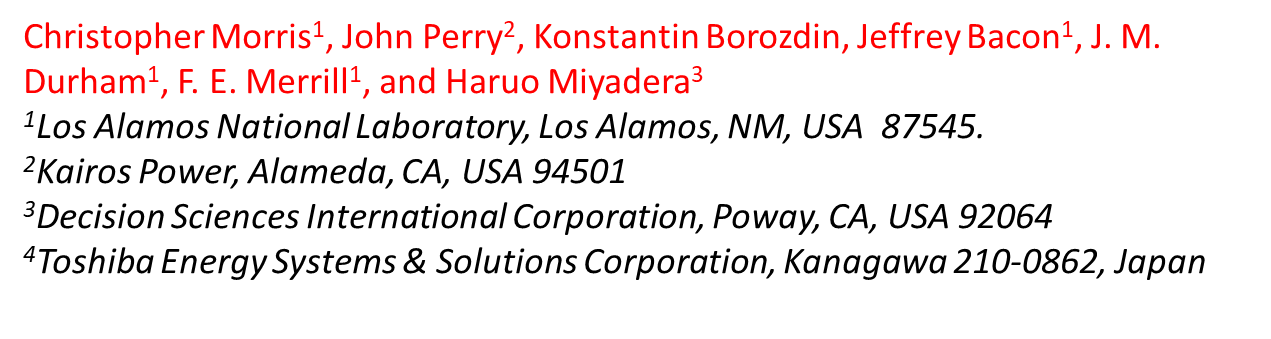 Christopher Morris¹, John Perry², Konstantin Borozdin, Jeffrey Bacon¹, J. M.
Durham¹, F. E. Merrill¹, and Haruo Miyadera³
¹Los Alamos National Laboratory, Los Alamos, NM, USA  87545.
²Kairos Power, Alameda, CA, USA 94501
³Decision Sciences International Corporation, Poway, CA, USA 92064
⁴Toshiba Energy Systems & Solutions Corporation, Kanagawa 210-0862, Japan